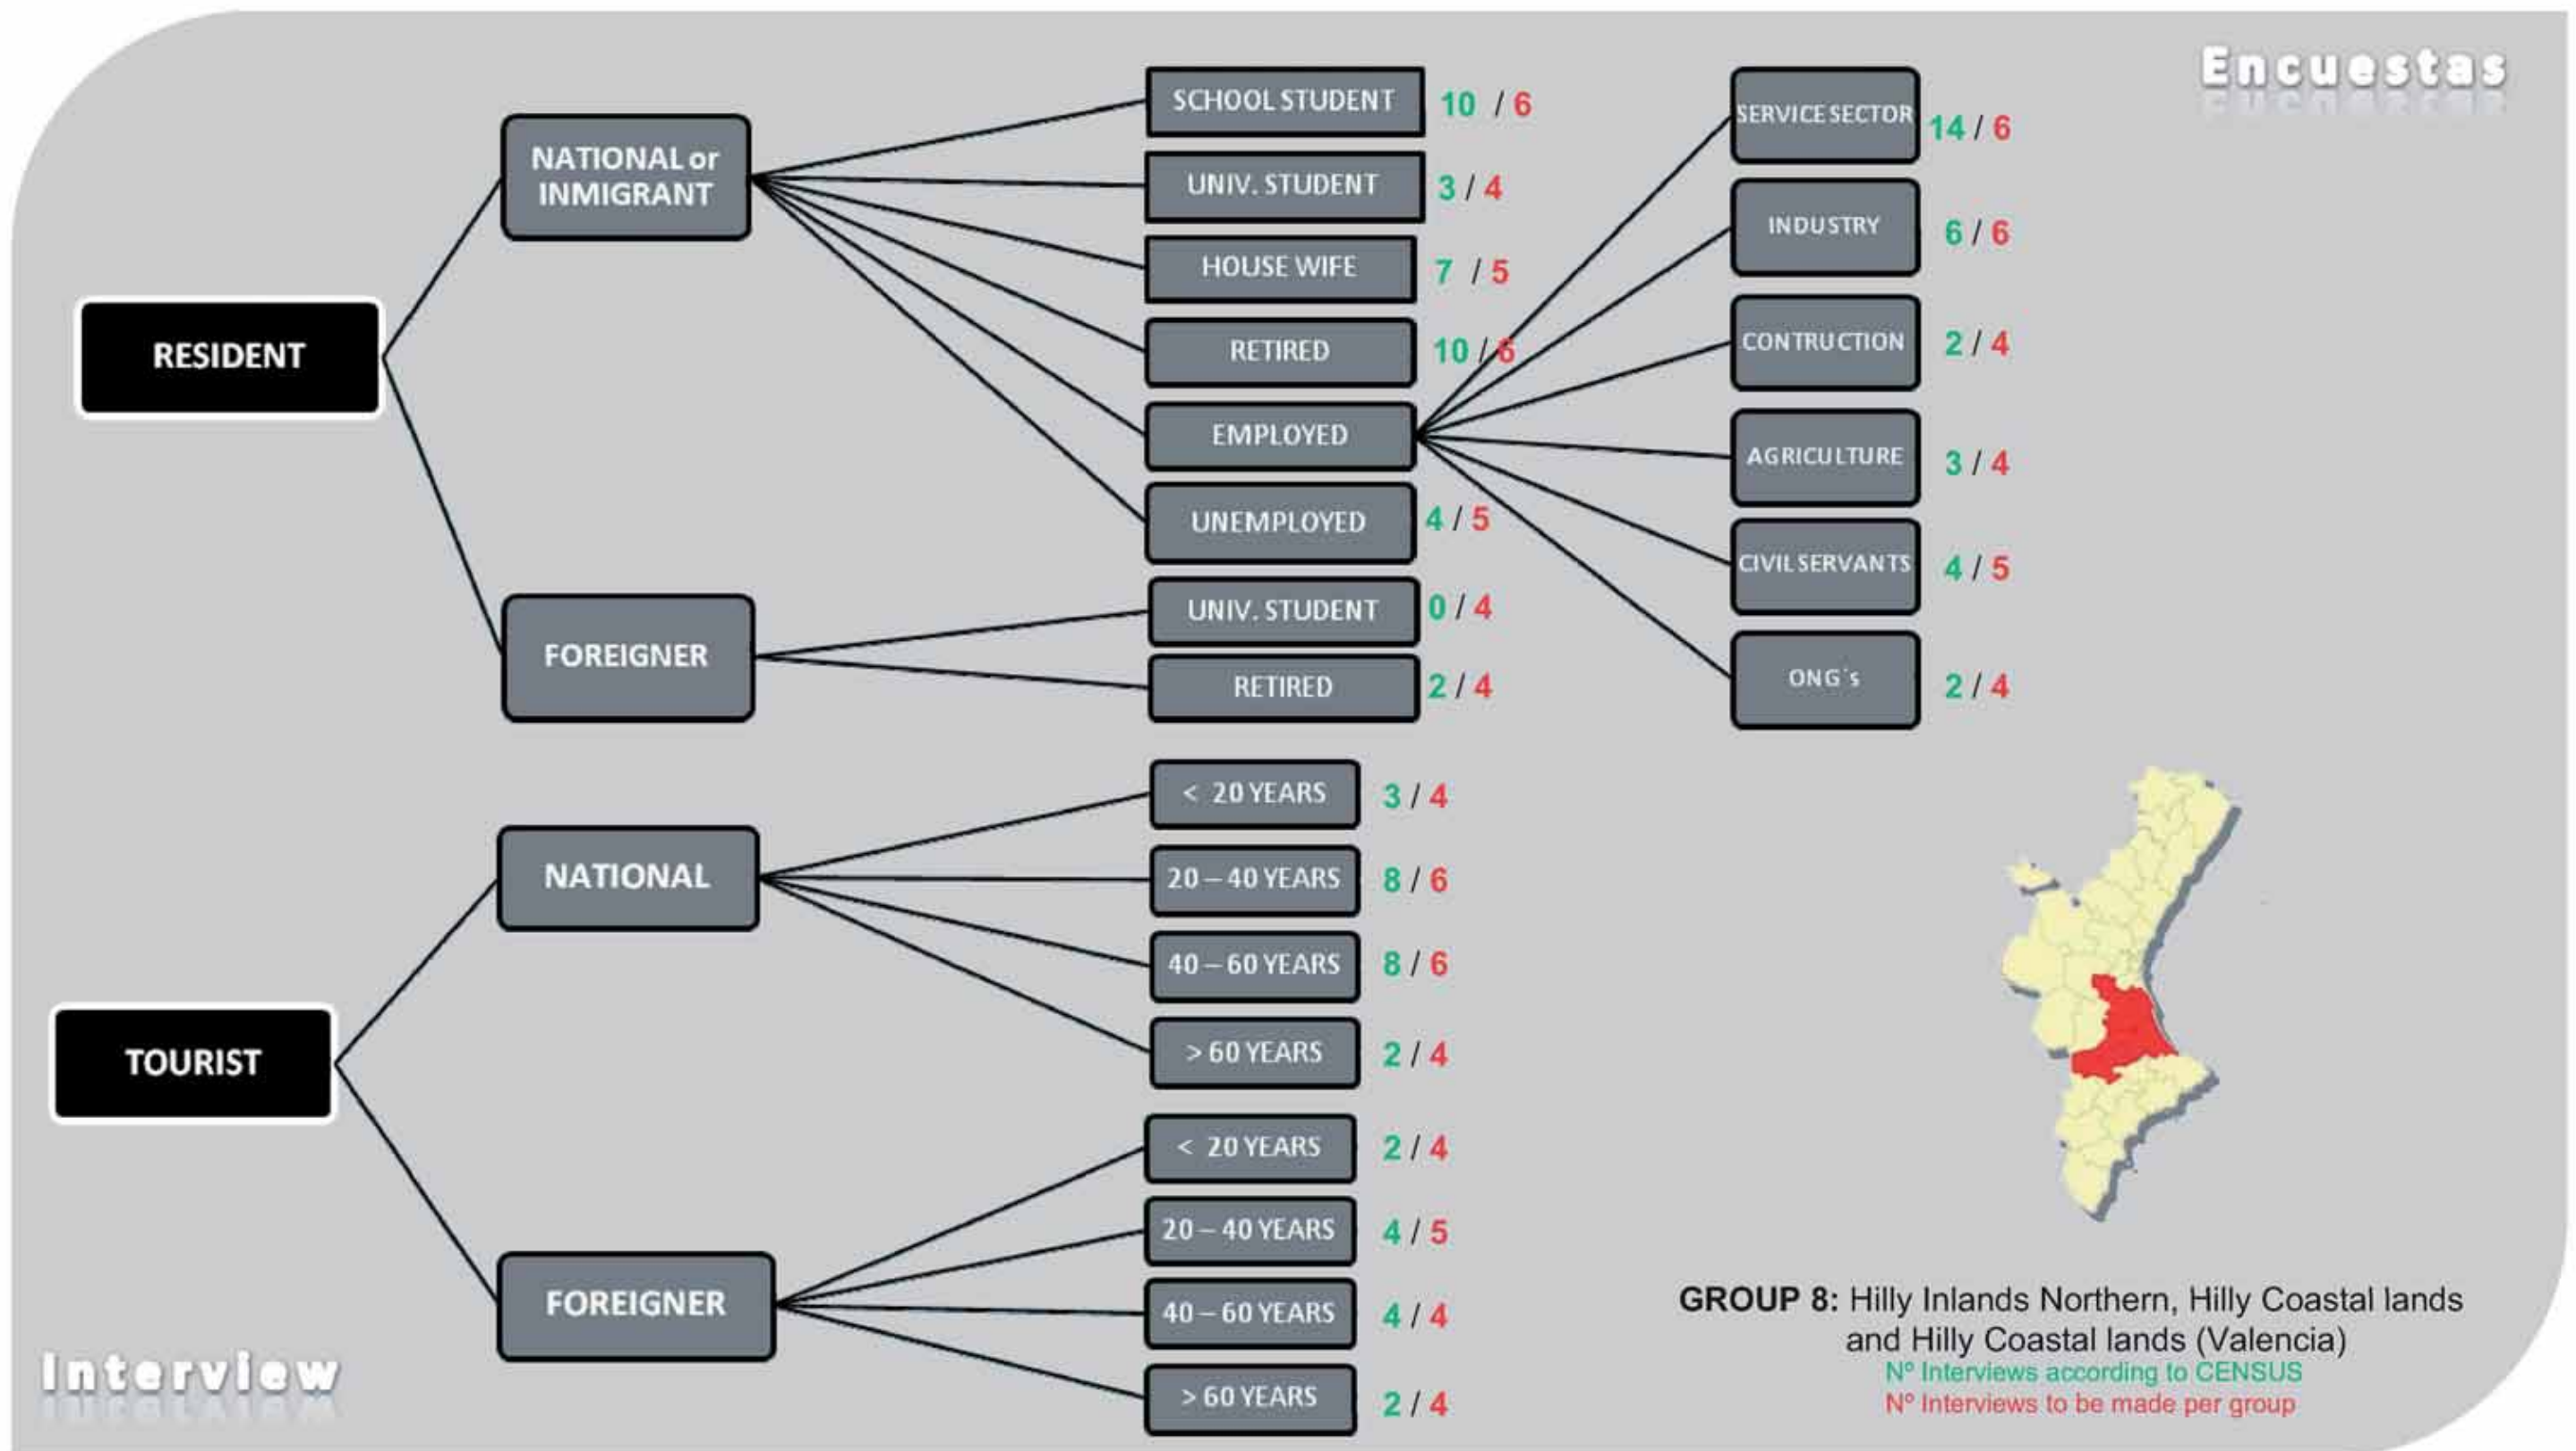 Encuestas
RESIDENT
NATIONAL or
INMIGRANT
SCHOOL STUDENT 10 / 6
UNIV. STUDENT 3 / 4
HOUSE WIFE 7 / 5
RETIRED 10 / 6
EMPLOYED
UNEMPLOYED 4 / 5
SERVICE SECTOR 14 / 6
INDUSTRY 6 / 6
CONTRUCTION 2 / 4
AGRICULTURE 3 / 4
CIVIL SERVANTS 4 / 5
ONG´s 2 / 4
FOREIGNER
UNIV. STUDENT 0 / 4
RETIRED 2 / 4
TOURIST
NATIONAL
< 20 YEARS 3 / 4
20 – 40 YEARS 8 / 6
40 – 60 YEARS 8 / 6
> 60 YEARS 2 / 4
FOREIGNER
< 20 YEARS 2 / 4
20 – 40 YEARS 4 / 5
40 – 60 YEARS 4 / 4
> 60 YEARS 2 / 4
Interview
GROUP 8: Hilly Inlands Northern, Hilly Coastal lands
and Hilly Coastal lands (Valencia)
Nº Interviews according to CENSUS
Nº Interviews to be made per group